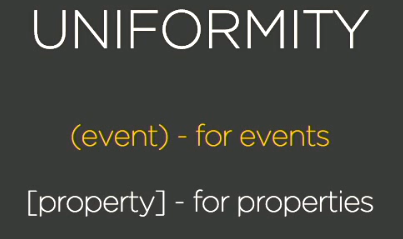 UNIFORMITY
(event) - for events
[property] - for properties